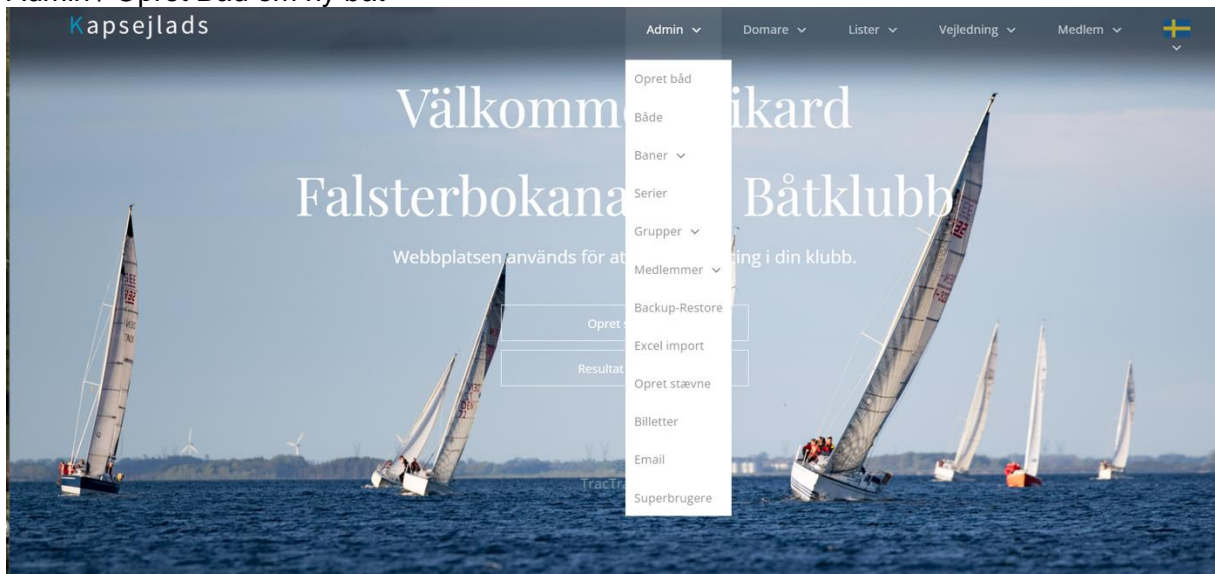 Admin / Opret Båd om ny båt
Kapsejlads
Admin
Domare
Lister
Vejledning
Medlem
Opret båd
Både
Baner
Serier
Grupper
Medlemmer
Backup-Restore
Excel import
Opret stævne
Billetter
Email
Superbrugere
Välkomm ikard
Falsterbokana Båtklubb
Webbplatsen används för at ring i din klubb.
Opret
Resultat
TracTra